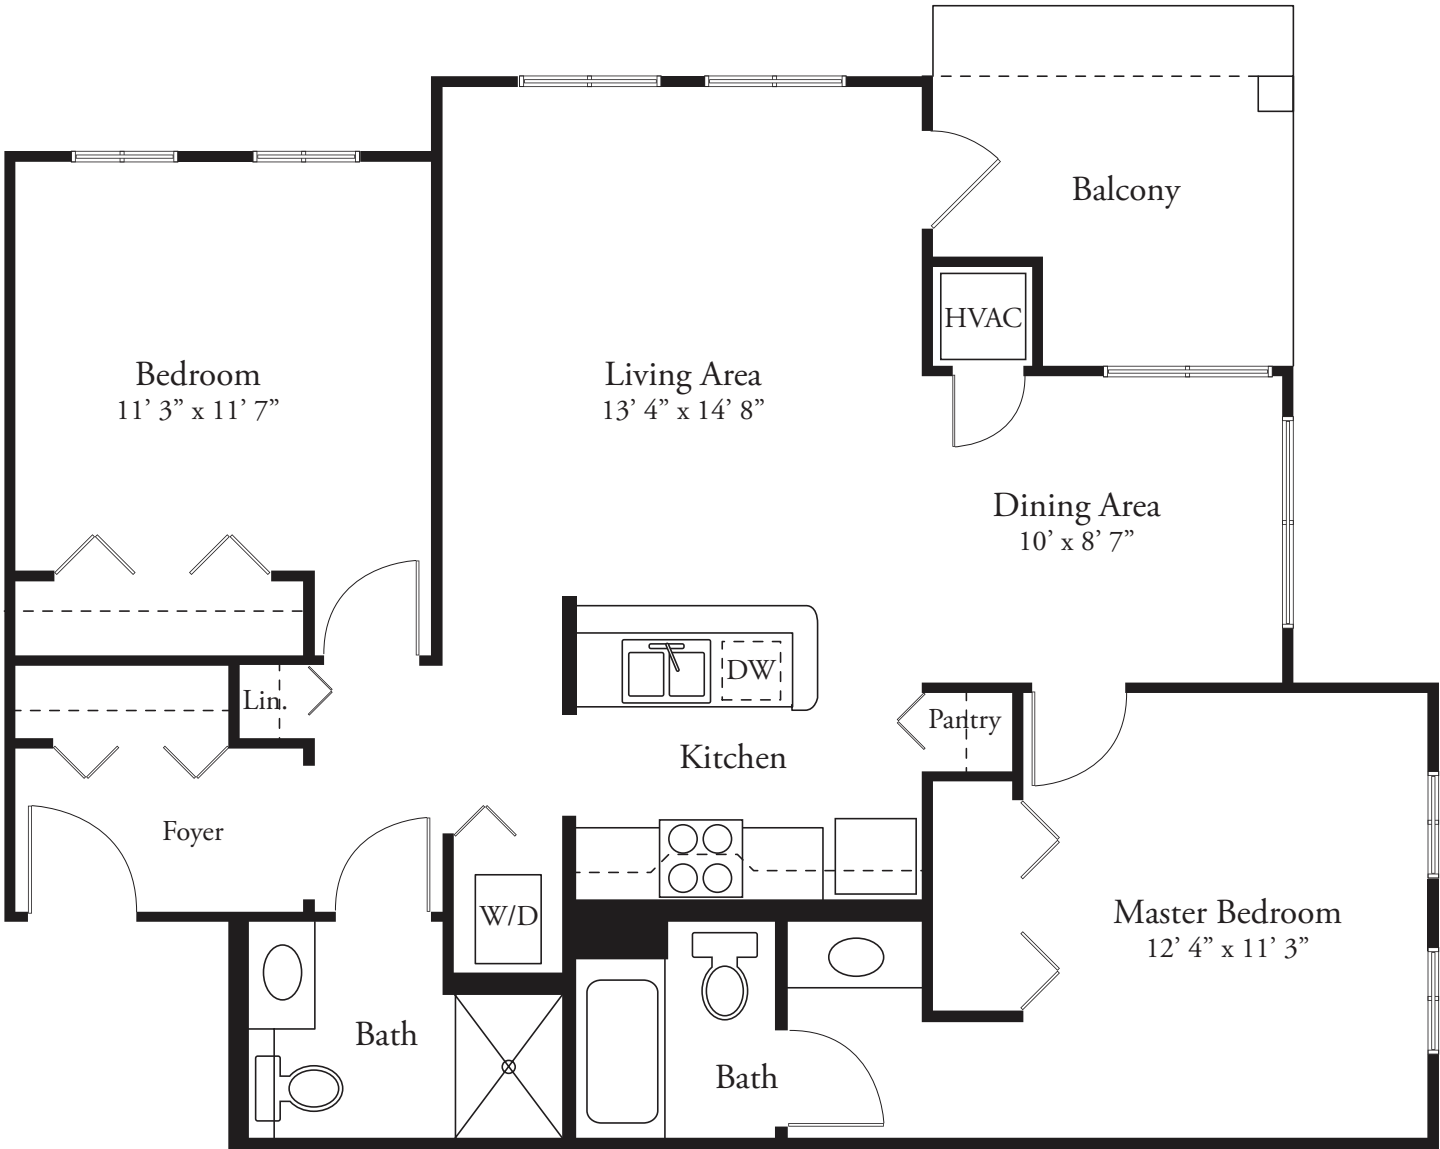 Balcony
HVAC
Bedroom
11’ 3” x 11’ 7”
Living Area
13’ 4” x 14’ 8”
Dining Area
10’ x 8’ 7”
DW
Lin.
Pantry
Kitchen
Foyer
W/D
Master Bedroom
12’ 4” x 11’ 3”
Bath
Bath